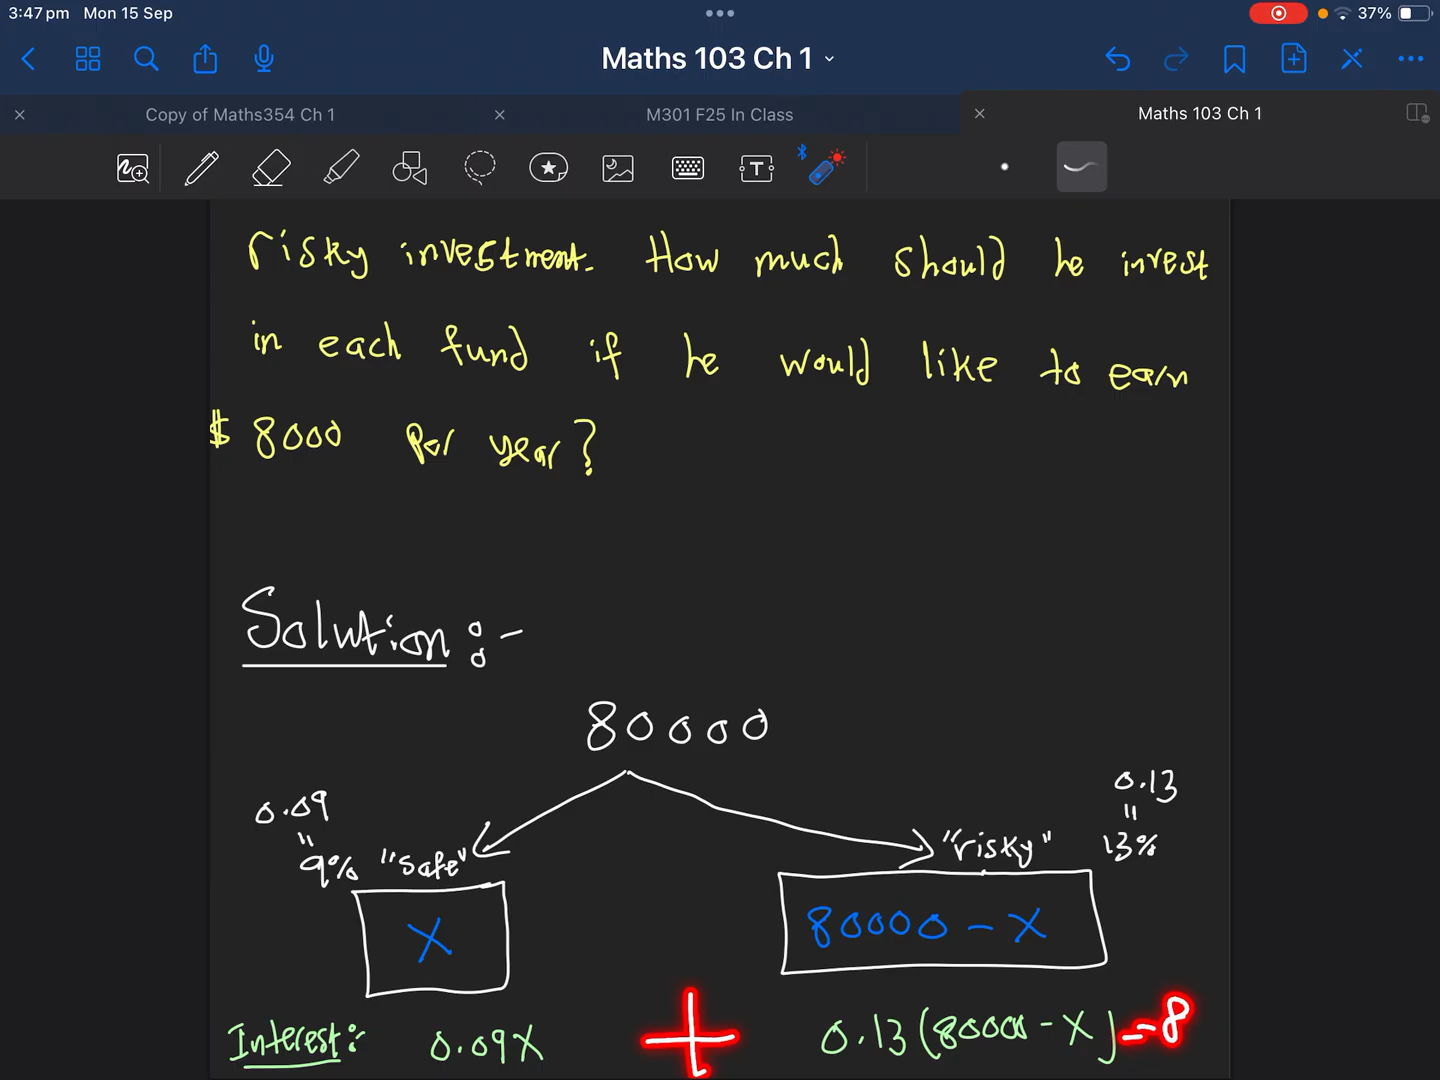 3:47 pm Mon 15 Sep
37%
Maths 103 Ch 1
Copy of Maths354 Ch 1
M301 F25 In Class
Maths 103 Ch 1
T
risky investment. How much should he invest
in each fund if he would like to earn
$ 8000 per year?
Solution :-
80000
0.09
"
9% "safe"
"risky"
0.13
"
13%
X
80000 - X
Interest: 0.09X + 0.13(80000 - X) = 8